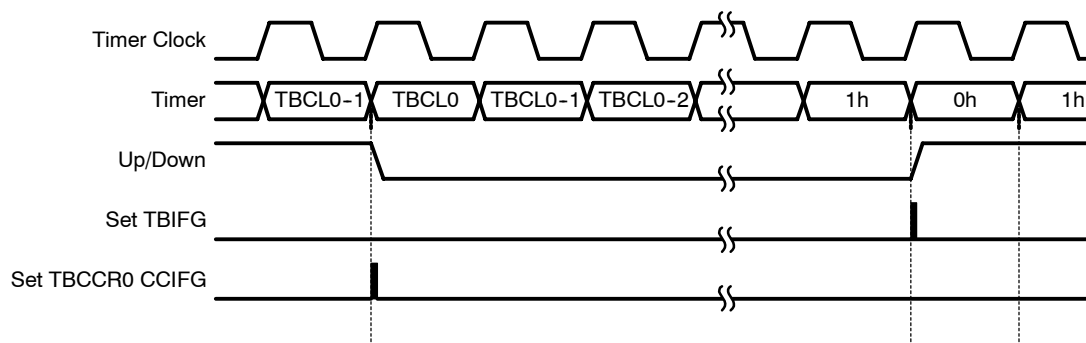 Timer Clock
Timer TBCL0-1 TBCL0 TBCL0-1 TBCL0-2 1h 0h 1h
Up/Down
Set TBIFG
Set TBCCR0 CCIFG